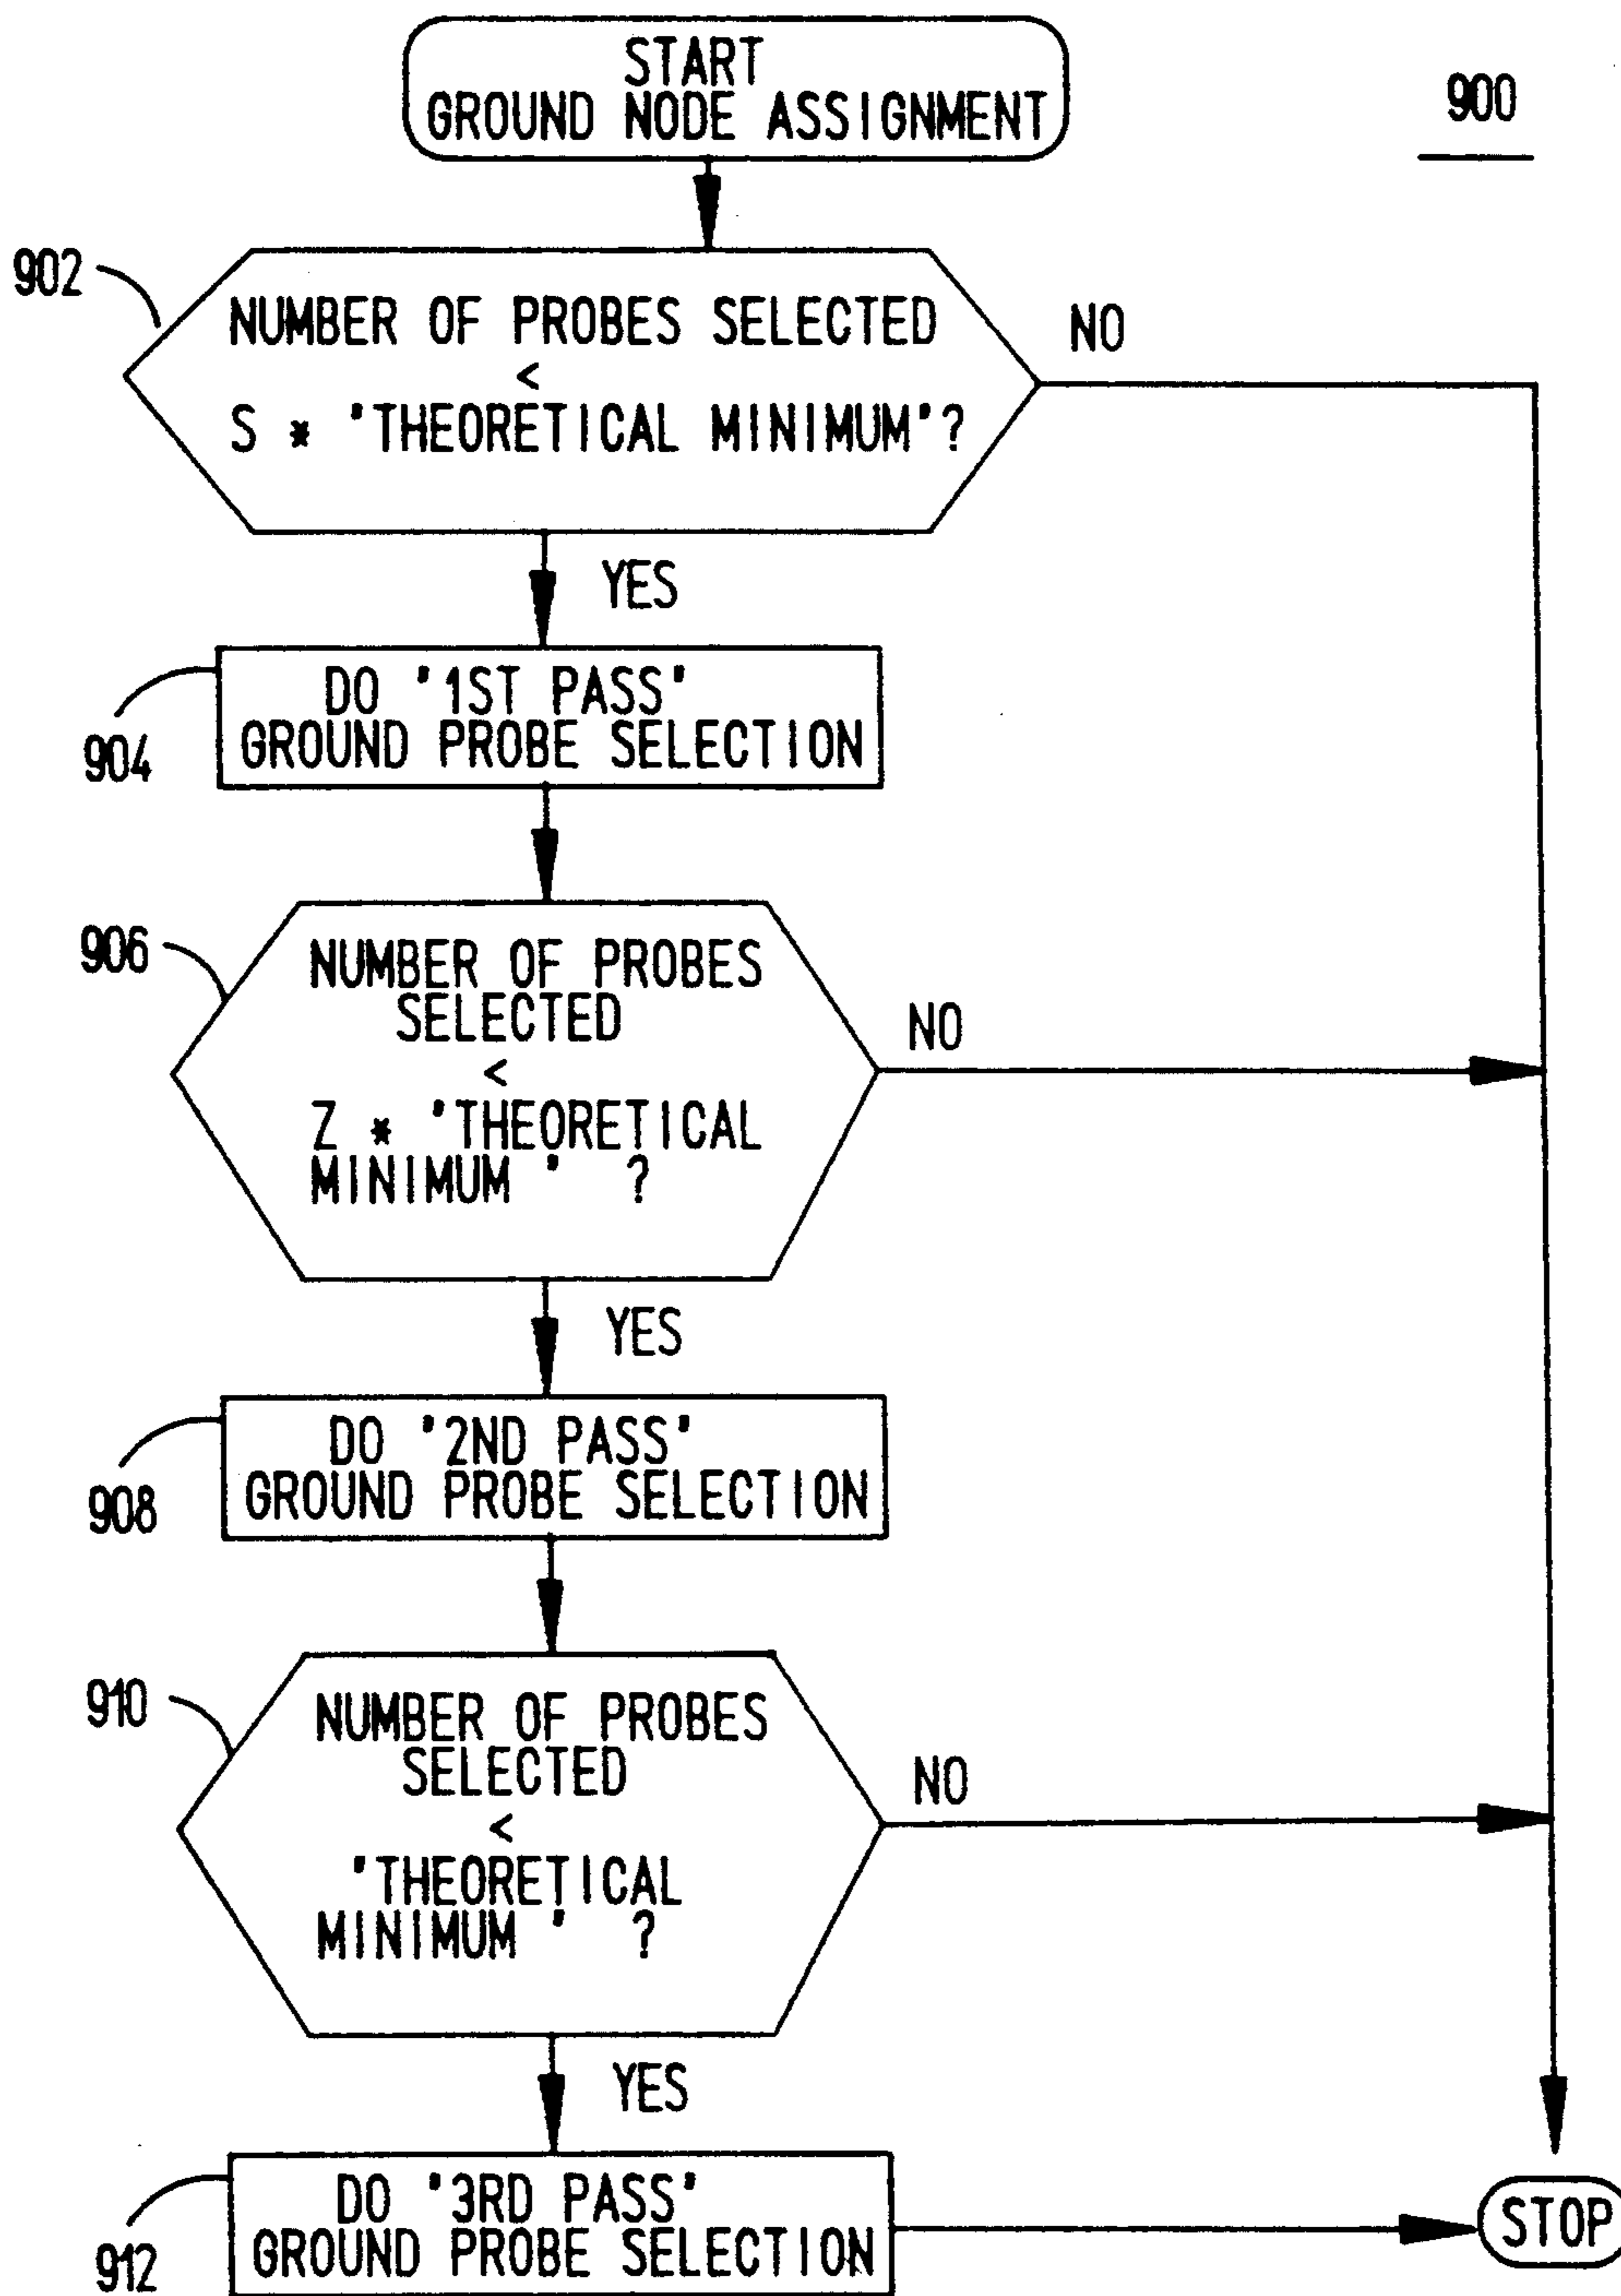 START
GROUND NODE ASSIGNMENT
900
902
NUMBER OF PROBES SELECTED
<
S * "THEORETICAL MINIMUM"?
NO
YES
904
DO "1ST PASS"
GROUND PROBE SELECTION
906
NUMBER OF PROBES
SELECTED
<
Z * "THEORETICAL
MINIMUM " ?
NO
YES
908
DO "2ND PASS"
GROUND PROBE SELECTION
910
NUMBER OF PROBES
SELECTED
<
"THEORETICAL
MINIMUM " ?
NO
YES
912
DO "3RD PASS"
GROUND PROBE SELECTION
STOP